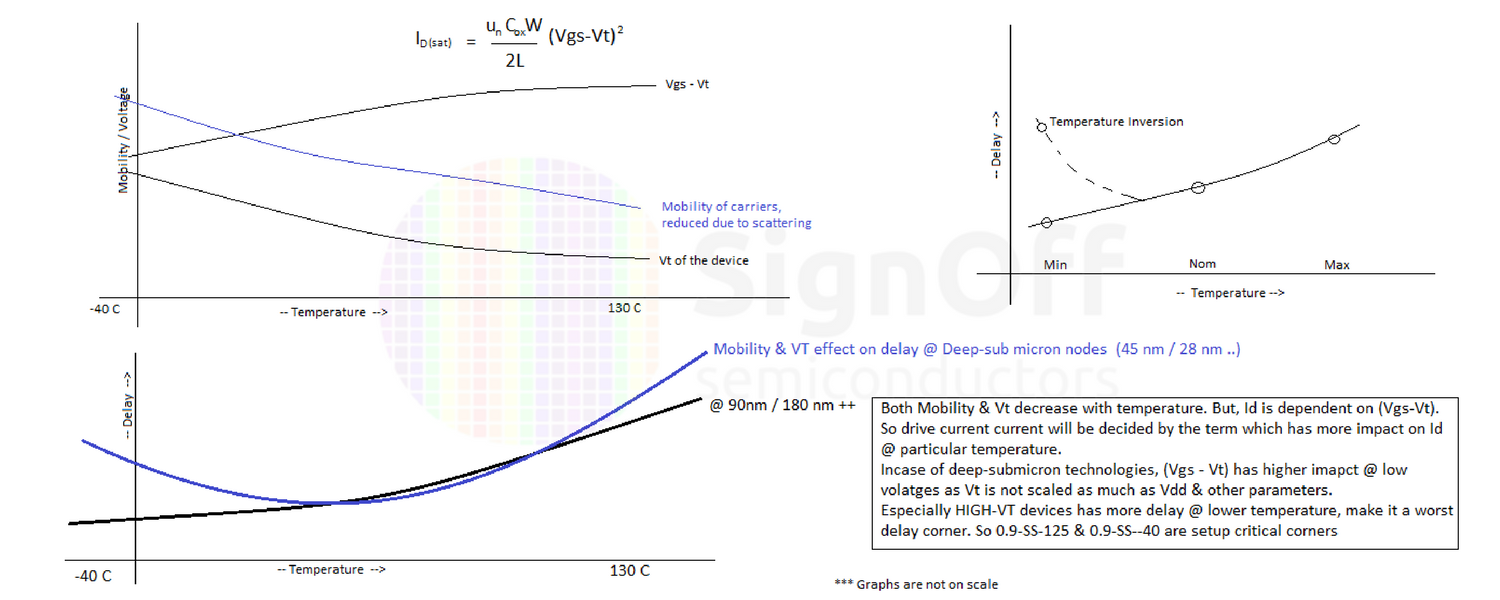 I_D(sat) = u_n C_ox W / 2L (Vgs-Vt)^2
Mobility / Voltage
Vgs - Vt
Mobility of carriers,
reduced due to scattering
Vt of the device
-40 C
-- Temperature -->
130 C
-- Delay -->
Temperature Inversion
Min
Nom
Max
-- Temperature -->
SignOff
semiconductors
-- Delay -->
Mobility & VT effect on delay @ Deep-sub micron nodes (45 nm / 28 nm ..)
@ 90nm / 180 nm ++
-40 C
-- Temperature -->
130 C
Both Mobility & Vt decrease with temperature. But, Id is dependent on (Vgs-Vt).
So drive current current will be decided by the term which has more impact on Id
@ particular temperature.
Incase of deep-submicron technologies, (Vgs - Vt) has higher imapct @ low
volatges as Vt is not scaled as much as Vdd & other parameters.
Especially HIGH-VT devices has more delay @ lower temperature, make it a worst
delay corner. So 0.9-SS-125 & 0.9-SS--40 are setup critical corners
*** Graphs are not on scale